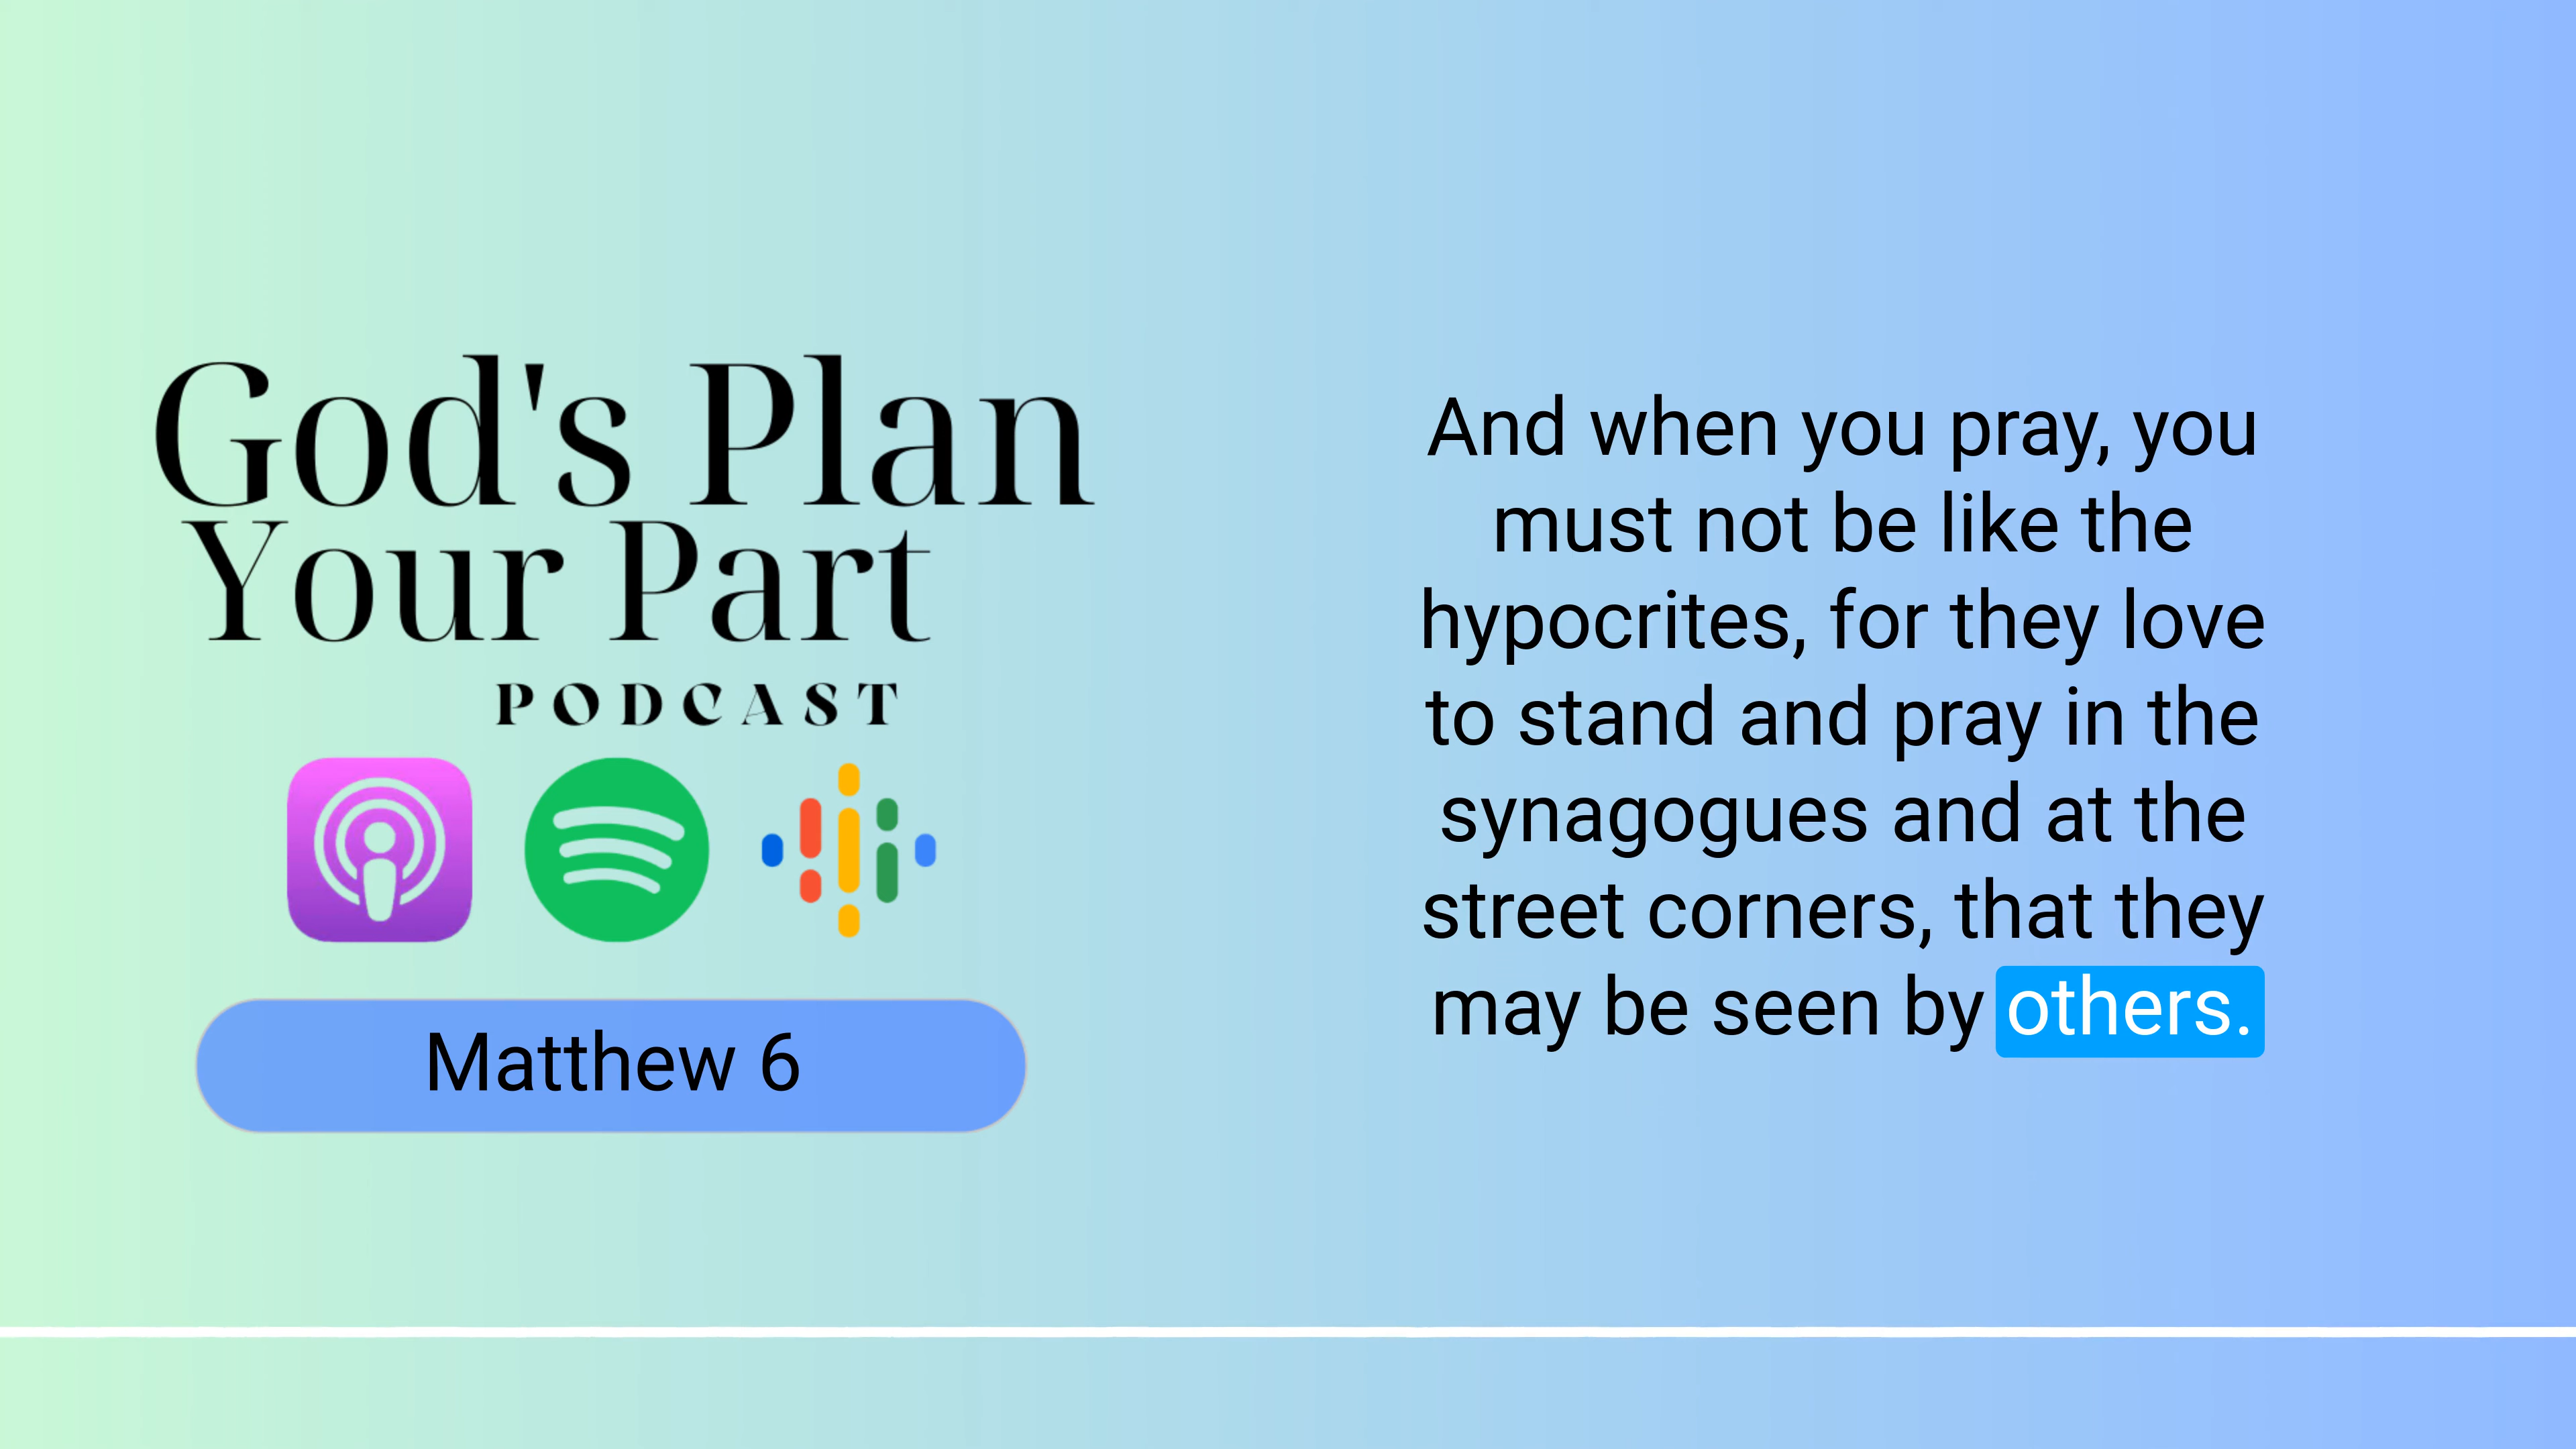 God's Plan
Your Part
PODCAST
Matthew 6
And when you pray, you
must not be like the
hypocrites, for they love
to stand and pray in the
synagogues and at the
street corners, that they
may be seen by others.